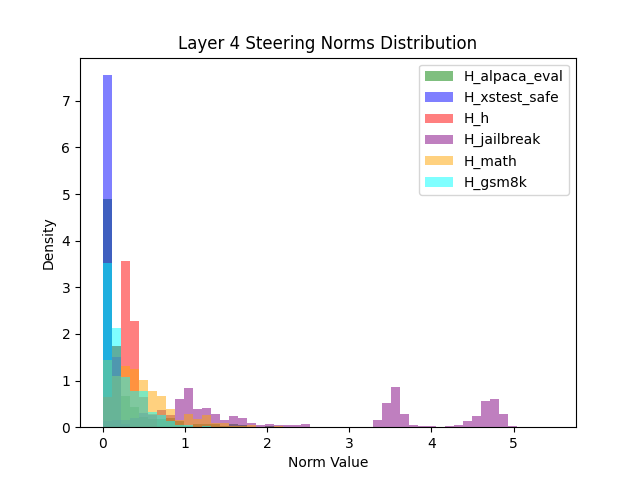 Layer 4 Steering Norms Distribution
H_alpaca_eval
H_xstest_safe
H_h
H_jailbreak
H_math
H_gsm8k
7
6
5
4
3
2
1
0
Density
0
1
2
3
4
5
Norm Value